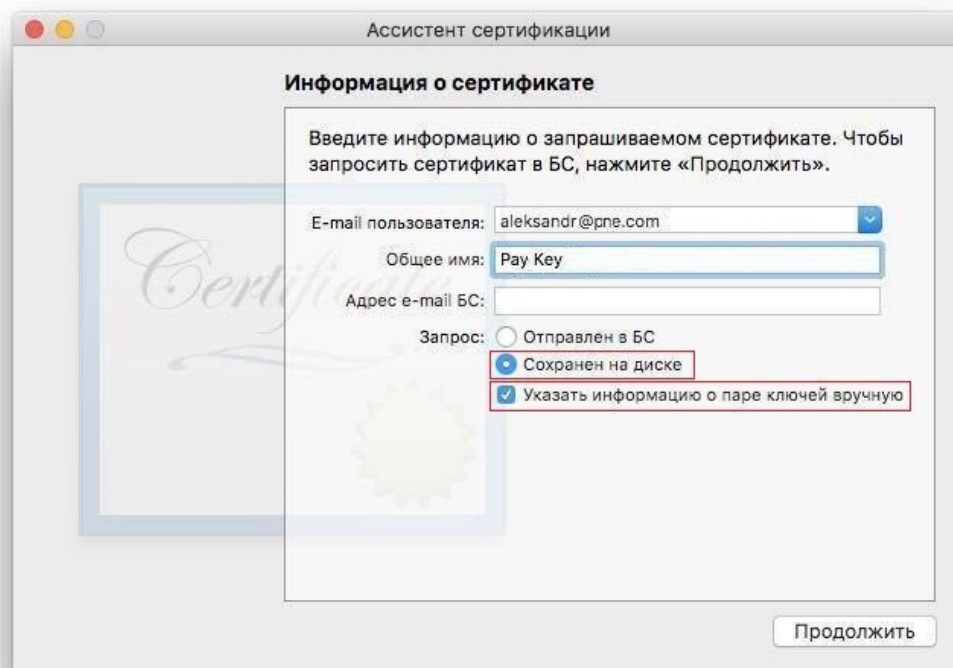 Ассистент сертификации
Информация о сертификате
Введите информацию о запрашиваемом сертификате. Чтобы
запросить сертификат в БС, нажмите «Продолжить».
E-mail пользователя: aleksandr@pne.com
Общее имя: Pay Key
Адрес e-mail БС:
Запрос: Отправлен в БС
Сохранен на диске
Указать информацию о паре ключей вручную
Certificate
Продолжить